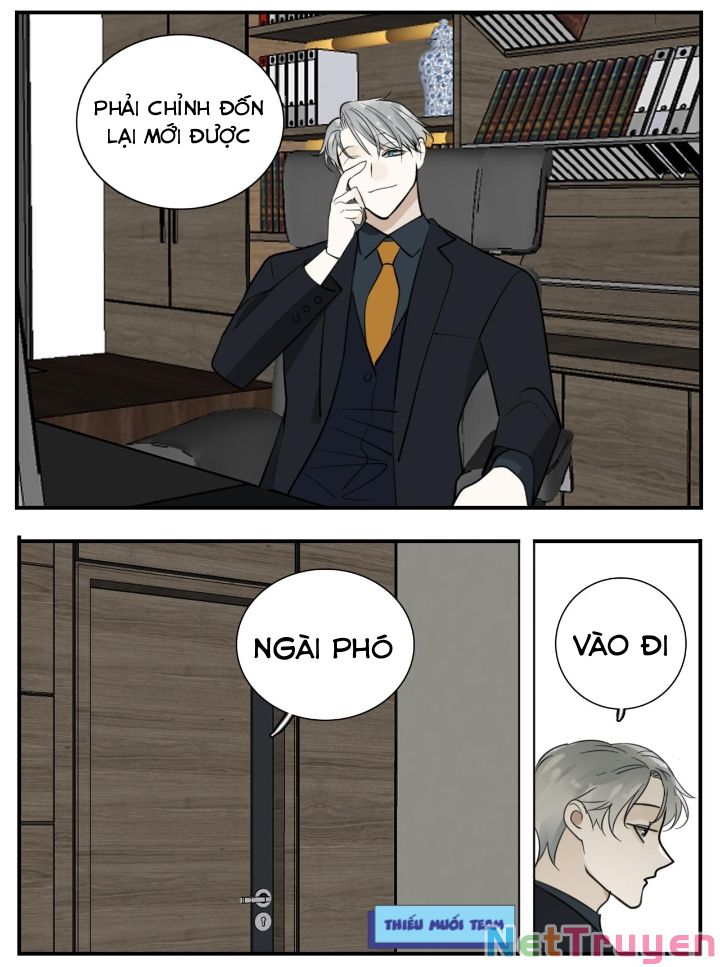 PHẢI CHỈNH ĐỐN
LẠI MỚI ĐƯỢC
NGÀI PHÓ
VÀO ĐI
THIẾU MUỐI TEAM
NetTruyen